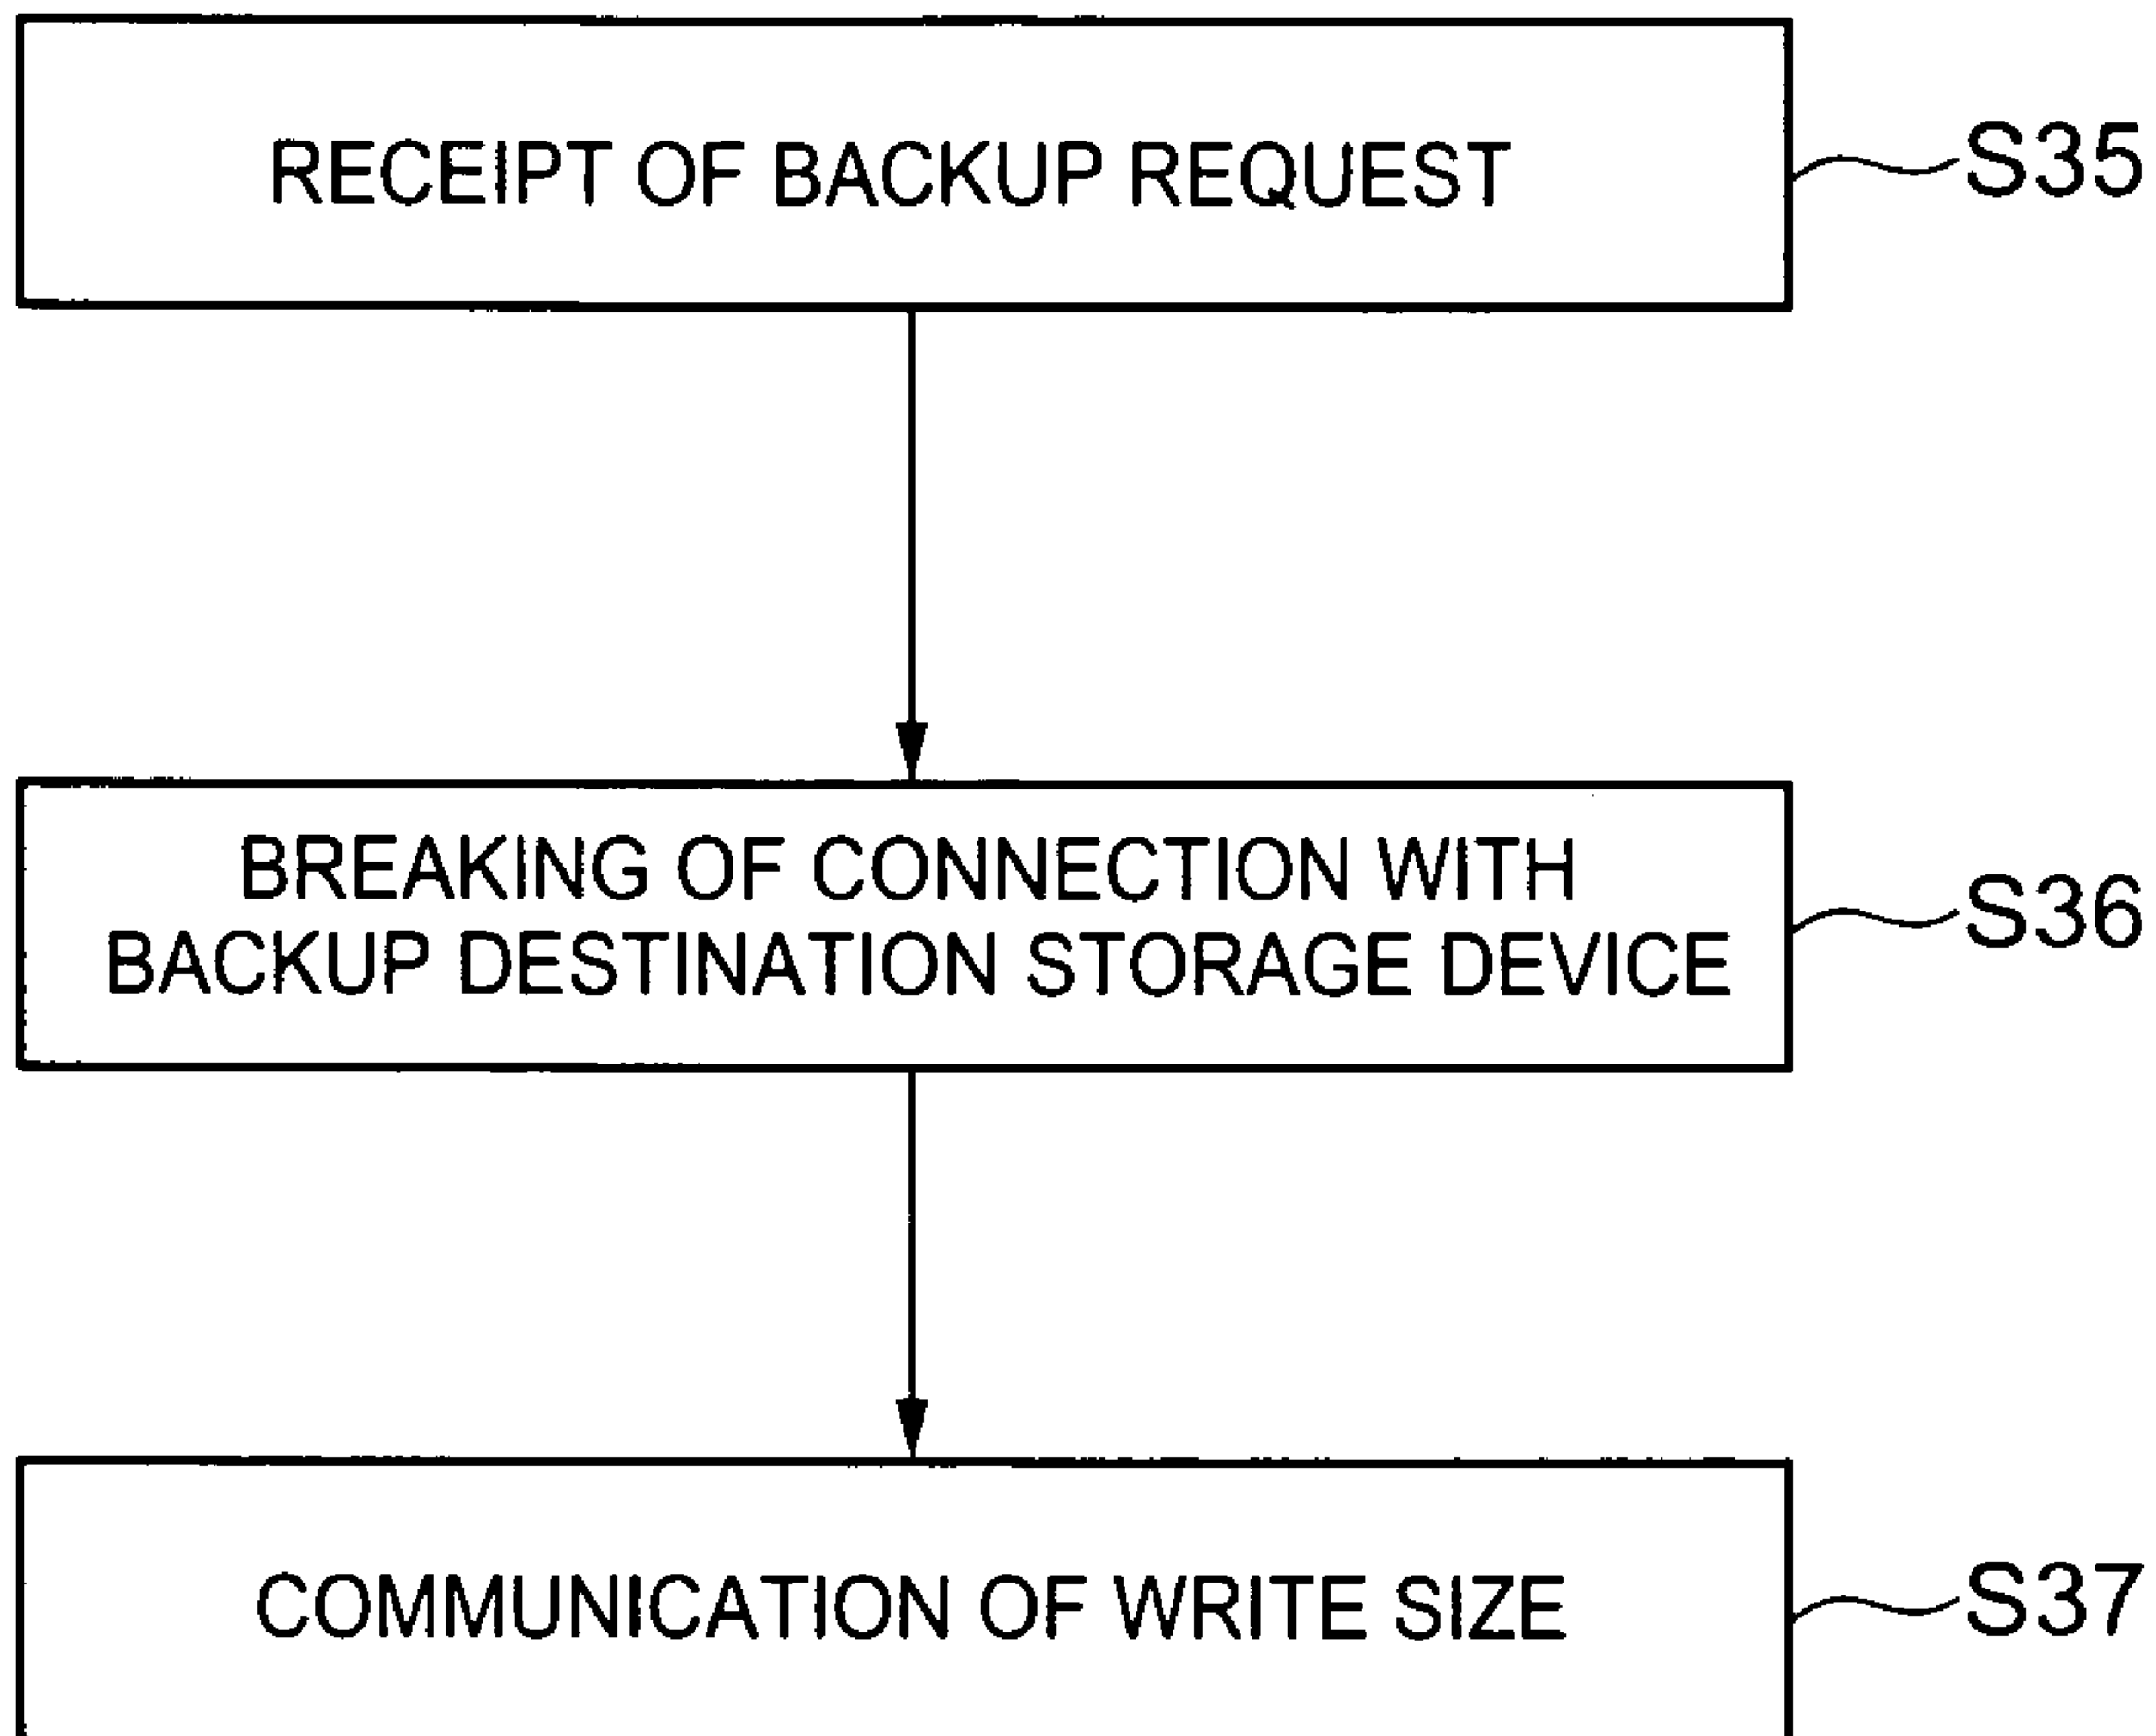 RECEIPT OF BACKUP REQUEST
S35
BREAKING OF CONNECTION WITH
BACKUP DESTINATION STORAGE DEVICE
S36
COMMUNICATION OF WRITE SIZE
S37